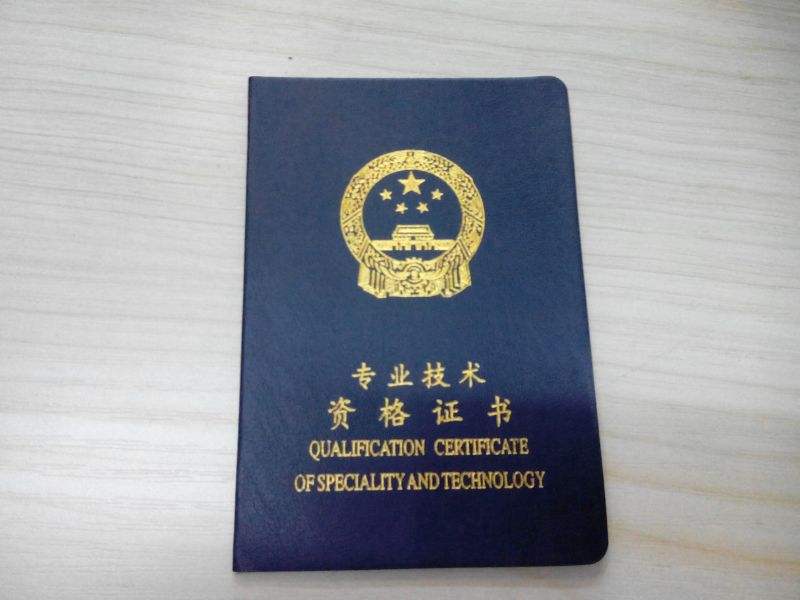 专业技术
资格证书
QUALIFICATION CERTIFICATE
OF SPECIALITY AND TECHNOLOGY